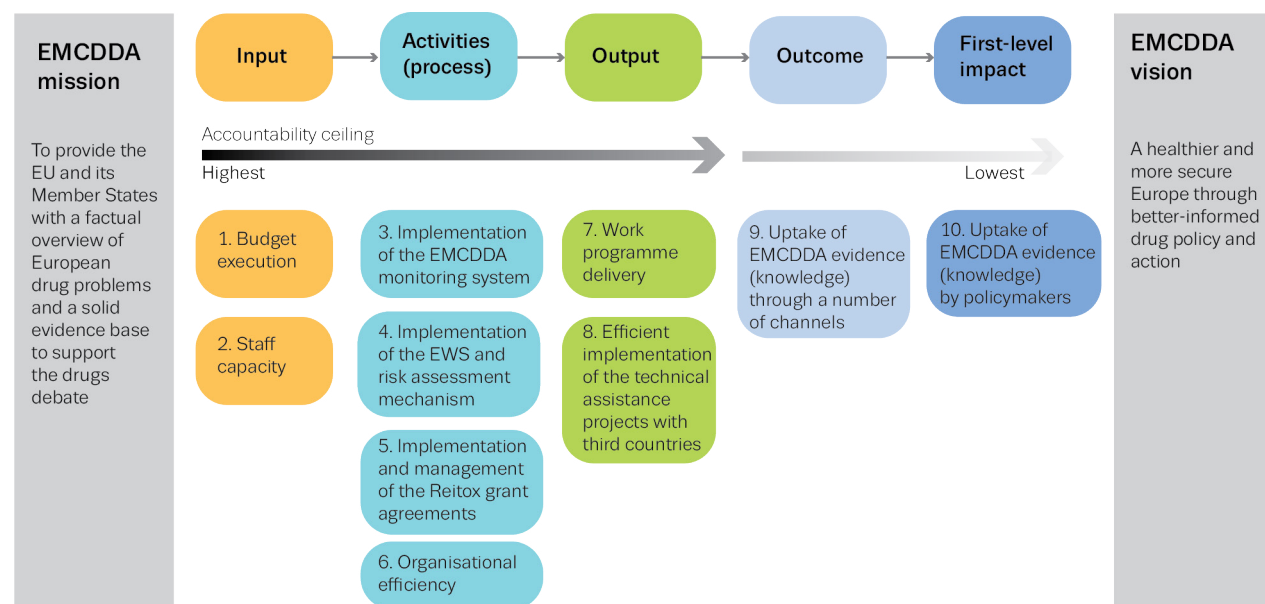 EMCDDA
mission
To provide the
EU and its
Member States
with a factual
overview of
European
drug problems
and a solid
evidence base
to support
the drugs
debate
Input
Activities
(process)
Output
Outcome
First-level
impact
Accountability ceiling
Highest
Lowest
1. Budget
execution
2. Staff
capacity
3. Implementation
of the EMCDDA
monitoring system
4. Implementation
of the EWS and
risk assessment
mechanism
5. Implementation
and management
of the Reitox grant
agreements
6. Organisational
efficiency
7. Work
programme
delivery
8. Efficient
implementation
of the technical
assistance
projects with
third countries
9. Uptake of
EMCDDA evidence
(knowledge)
through a number
of channels
10. Uptake of
EMCDDA evidence
(knowledge)
by policymakers
EMCDDA
vision
A healthier and
more secure
Europe through
better-informed
drug policy and
action